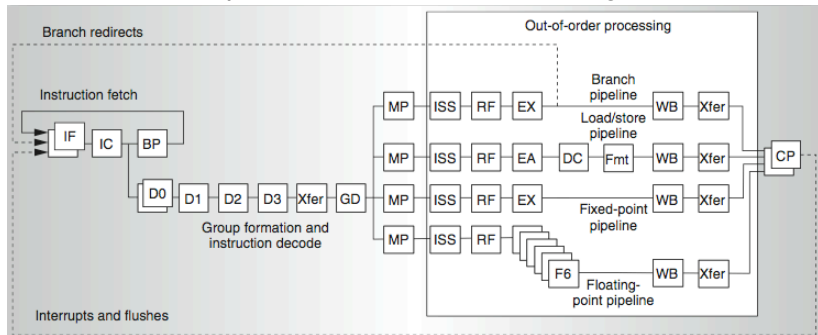 Out-of-order processing
Branch redirects
Instruction fetch
Branch
pipeline
MP ISS RF EX WB Xfer
Load/store
pipeline
IF IC BP
MP ISS RF EA DC Fmt WB Xfer CP
D0 D1 D2 D3 Xfer GD
MP ISS RF EX WB Xfer
Group formation and
instruction decode
Fixed-point
pipeline
MP ISS RF F6 WB Xfer
Floating-
point pipeline
Interrupts and flushes